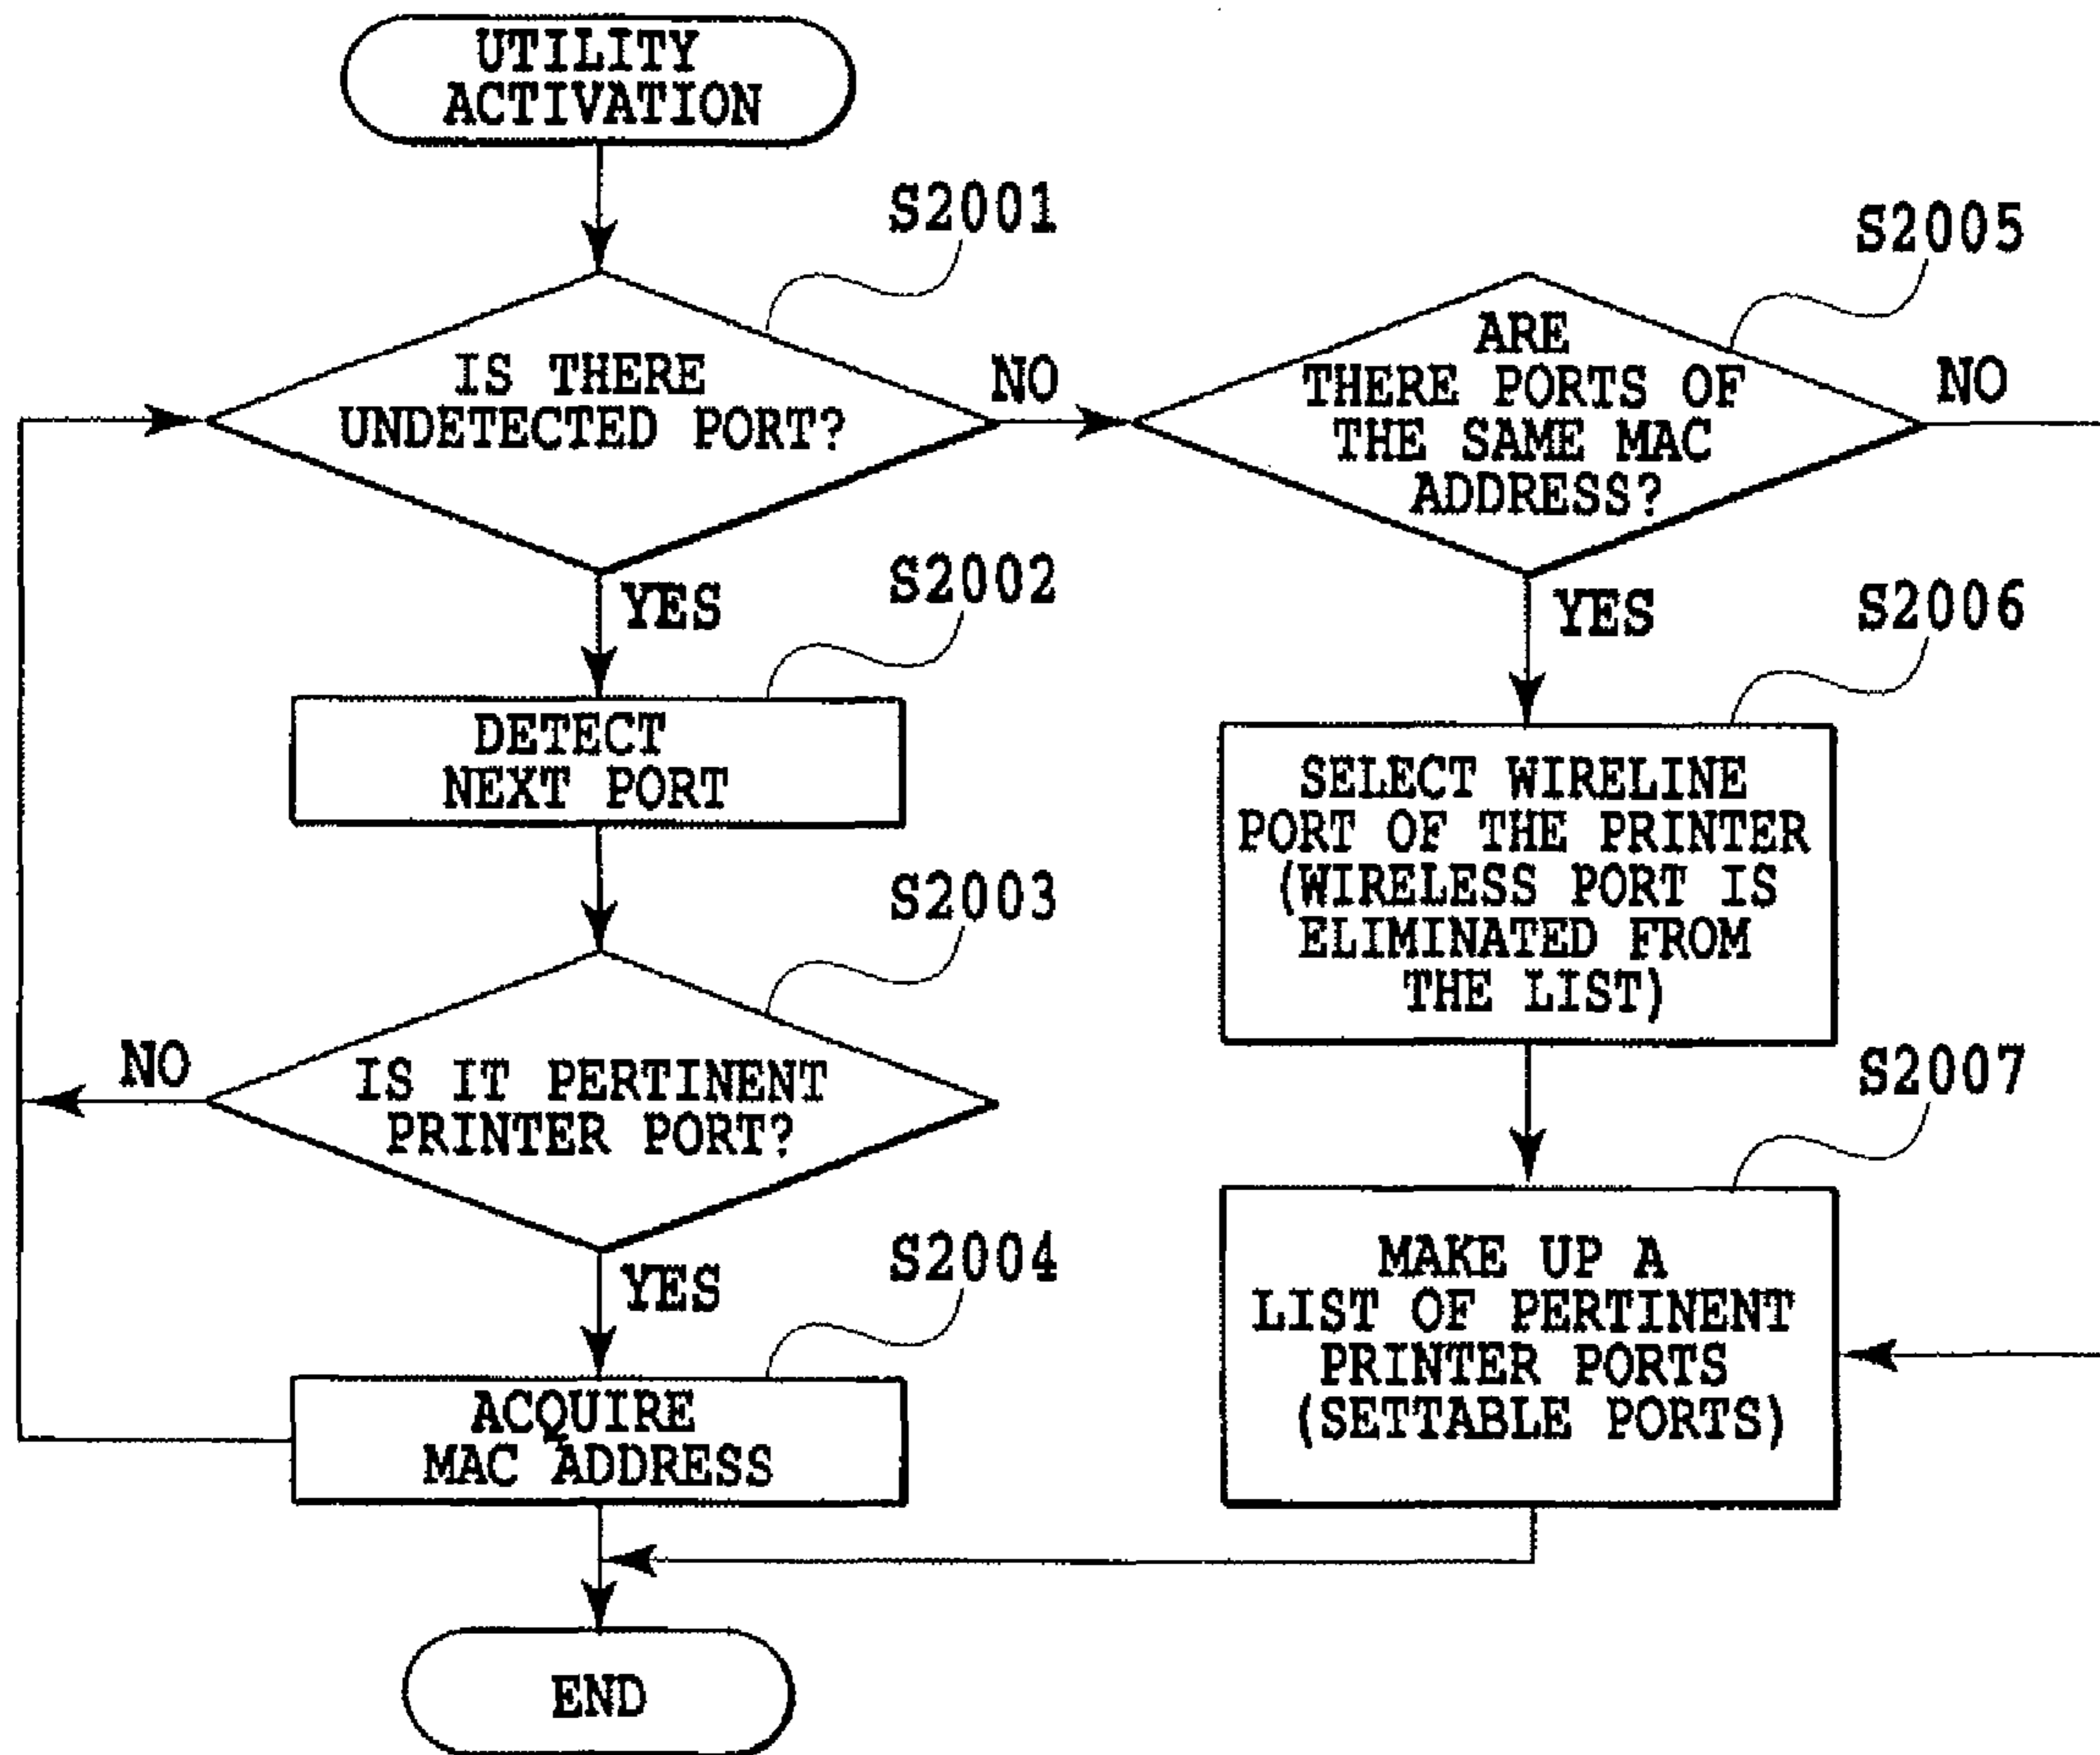 UTILITY
ACTIVATION
S2001
IS THERE
UNDETECTED PORT?
NO
YES
S2002
DETECT
NEXT PORT
S2003
IS IT PERTINENT
PRINTER PORT?
NO
YES
S2004
ACQUIRE
MAC ADDRESS
END
S2005
ARE
THERE PORTS OF
THE SAME MAC
ADDRESS?
NO
YES
S2006
SELECT WIRELINE
PORT OF THE PRINTER
(WIRELESS PORT IS
ELIMINATED FROM
THE LIST)
S2007
MAKE UP A
LIST OF PERTINENT
PRINTER PORTS
(SETTABLE PORTS)